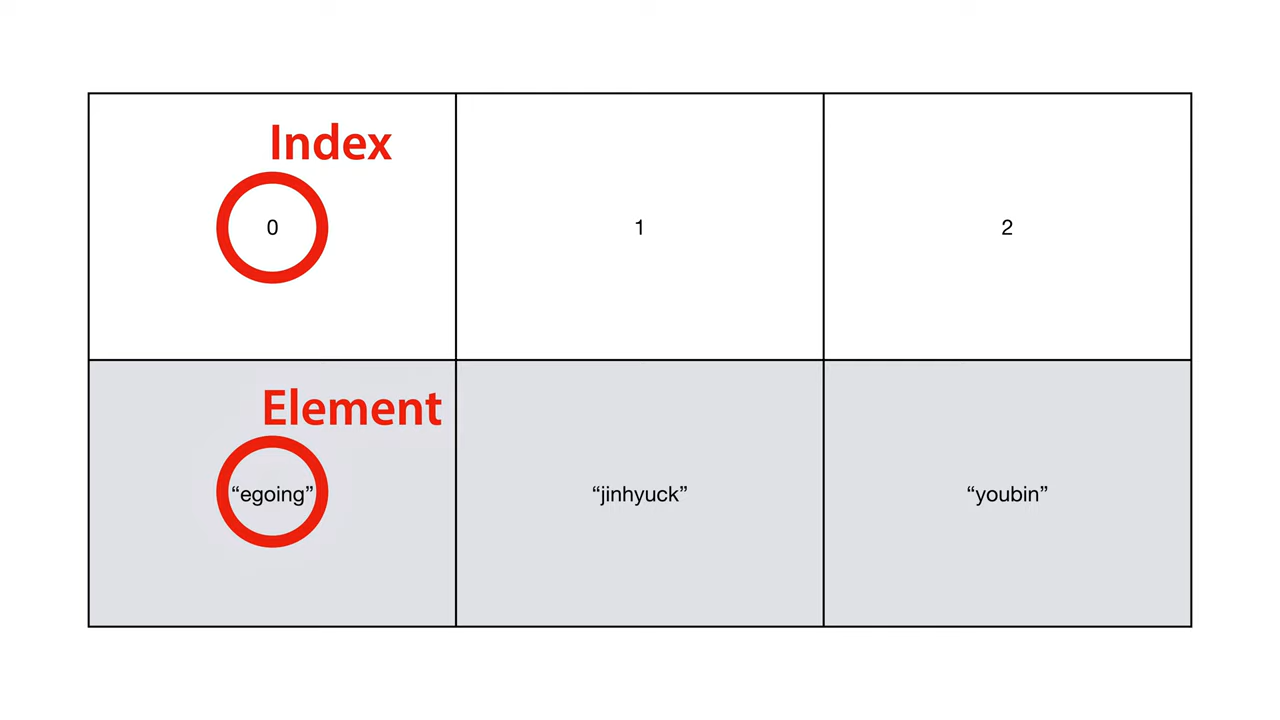 Index
0
1
2
Element
“egoing”
“jinhyuck”
“youbin”